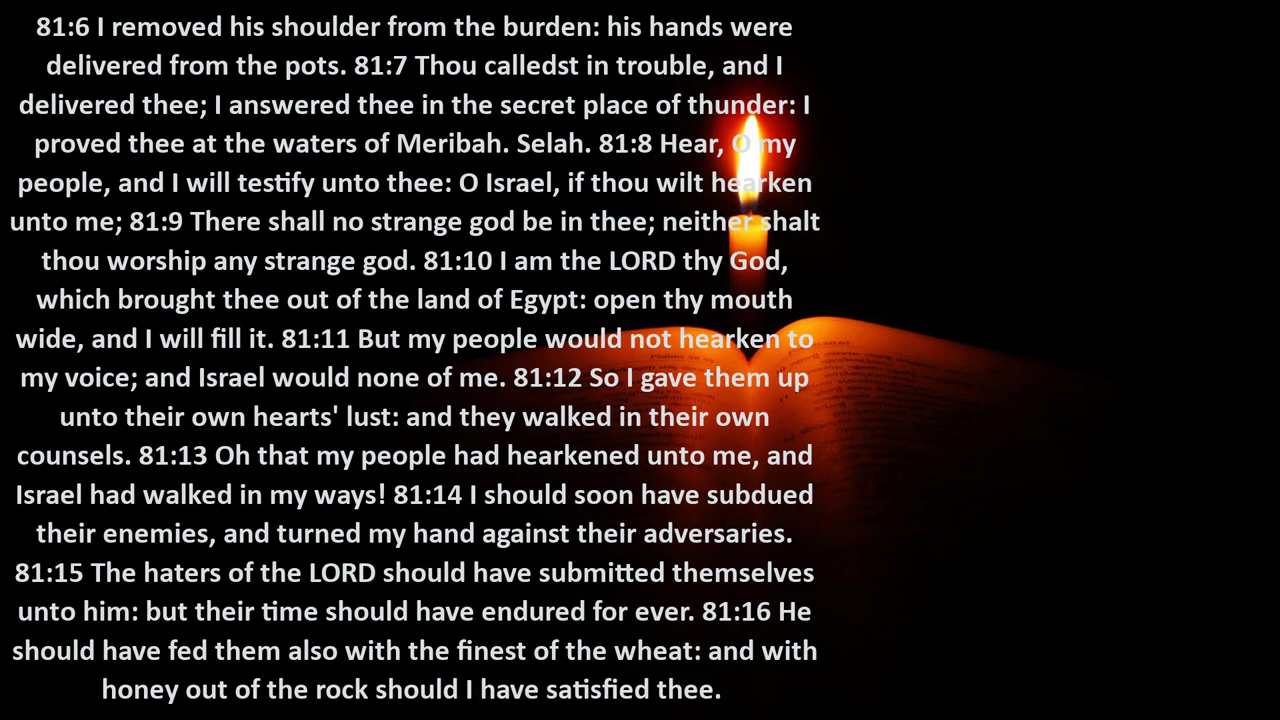 81:6 I removed his shoulder from the burden: his hands were
delivered from the pots. 81:7 Thou calledst in trouble, and I
delivered thee; I answered thee in the secret place of thunder: I
proved thee at the waters of Meribah. Selah. 81:8 Hear, O my
people, and I will testify unto thee: O Israel, if thou wilt hearken
unto me; 81:9 There shall no strange god be in thee; neither shalt
thou worship any strange god. 81:10 I am the LORD thy God,
which brought thee out of the land of Egypt: open thy mouth
wide, and I will fill it. 81:11 But my people would not hearken to
my voice; and Israel would none of me. 81:12 So I gave them up
unto their own hearts' lust: and they walked in their own
counsels. 81:13 Oh that my people had hearkened unto me, and
Israel had walked in my ways! 81:14 I should soon have subdued
their enemies, and turned my hand against their adversaries.
81:15 The haters of the LORD should have submitted themselves
unto him: but their time should have endured for ever. 81:16 He
should have fed them also with the finest of the wheat: and with
honey out of the rock should I have satisfied thee.